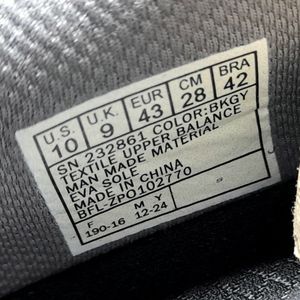 U.S. U.K. EUR CM BRA
10 9 43 28 42
SN 232861 COLOR:BKGY
TEXTILE UPPER BALANCE
MAN MADE MATERIAL
EVA SOLE
MADE IN CHINA
BFL-ZPO102770
F M Y
190-16 12-24 S